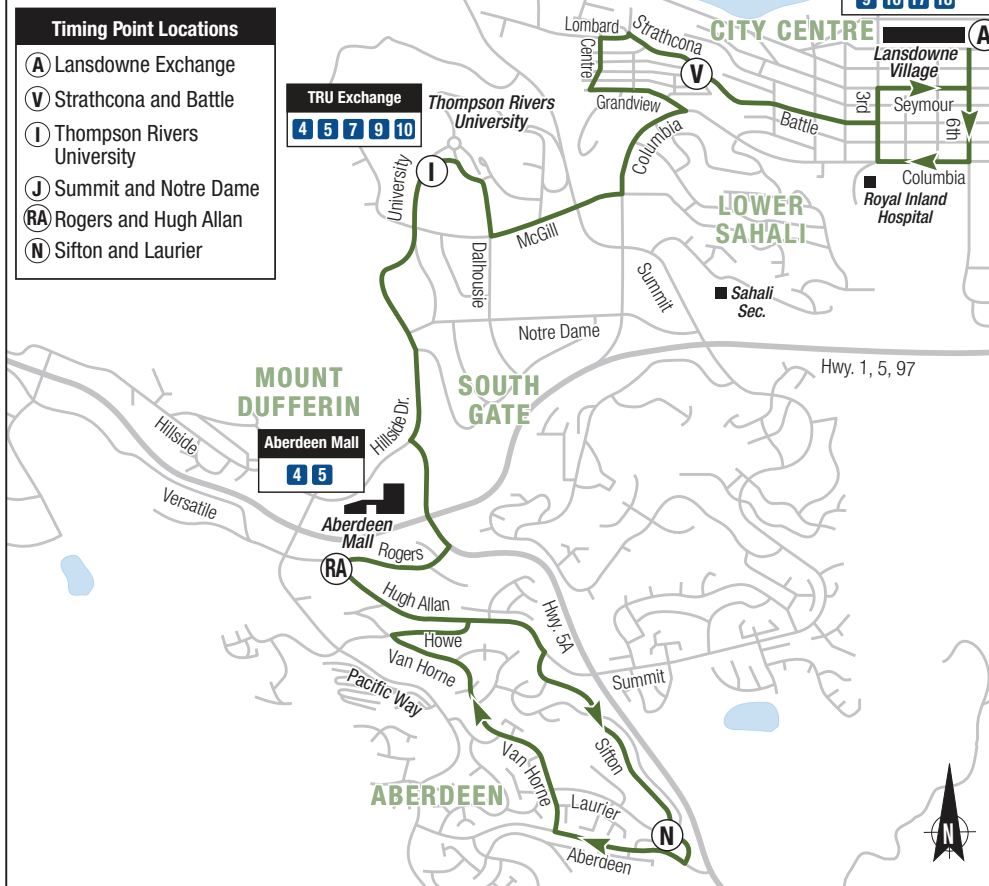 Timing Point Locations
A Lansdowne Exchange
V Strathcona and Battle
I Thompson Rivers
University
J Summit and Notre Dame
RA Rogers and Hugh Allan
N Sifton and Laurier
TRU Exchange
4 5 7 9 10
Thompson Rivers
University
I
University
Lombard
Strathcona
Centre
V
Grandview
Columbia
Battle
CITY CENTRE
A
Lansdowne
Village
3rd
Seymour
6th
Columbia
Royal Inland
Hospital
LOWER
SAHALI
McGill
Dalhousie
Summit
Sahali
Sec.
Notre Dame
Hwy. 1, 5, 97
MOUNT
DUFFERIN
SOUTH
GATE
Hillside Dr.
Hillside
Aberdeen Mall
4 5
Versatile
Aberdeen
Mall
Rogers
RA
Hugh Allan
Hwy. 5A
Howe
Van Horne
Summit
Pacific Way
Sifton
Van Horne
ABERDEEN
Laurier
N
Aberdeen
N